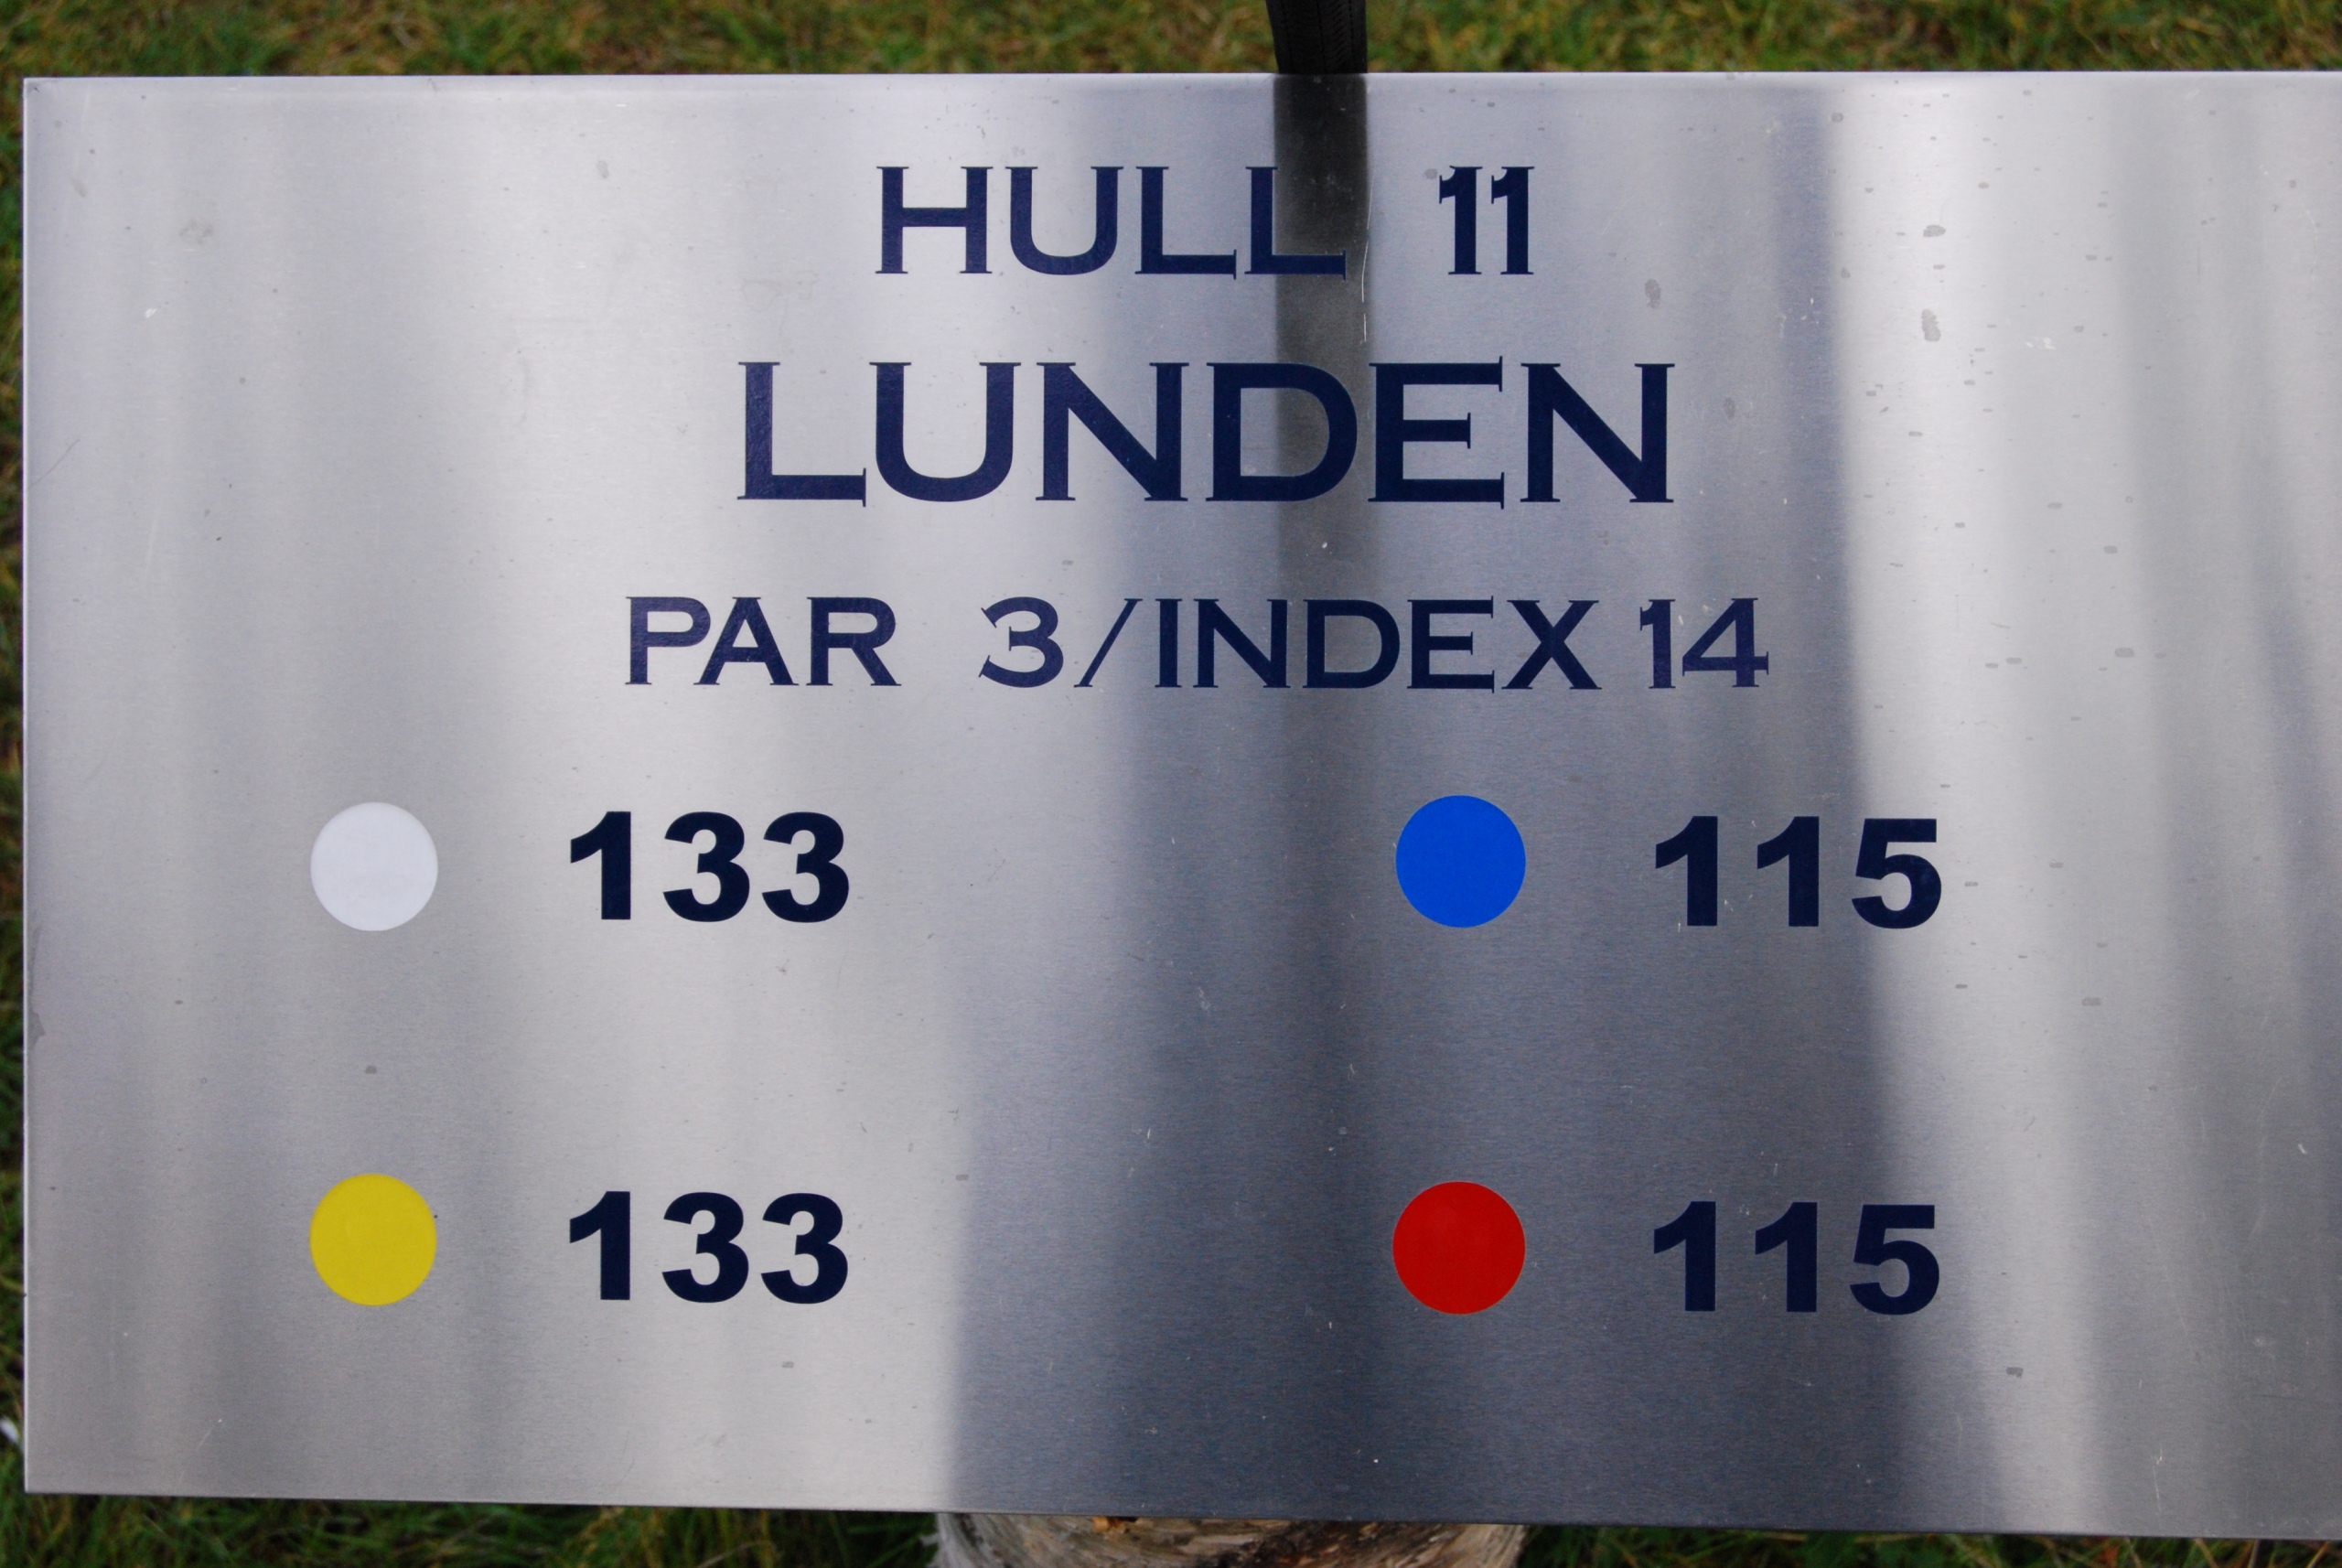 HULL 11
LUNDEN
PAR 3/INDEX 14
133 115
133 115